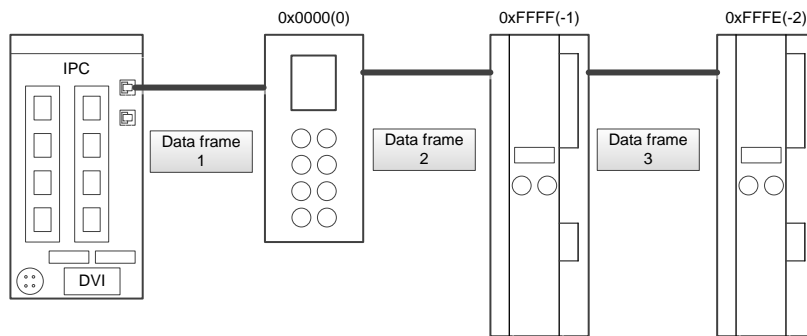 0x0000(0)
0xFFFF(-1)
0xFFFE(-2)
IPC
Data frame
1
Data frame
2
Data frame
3
DVI